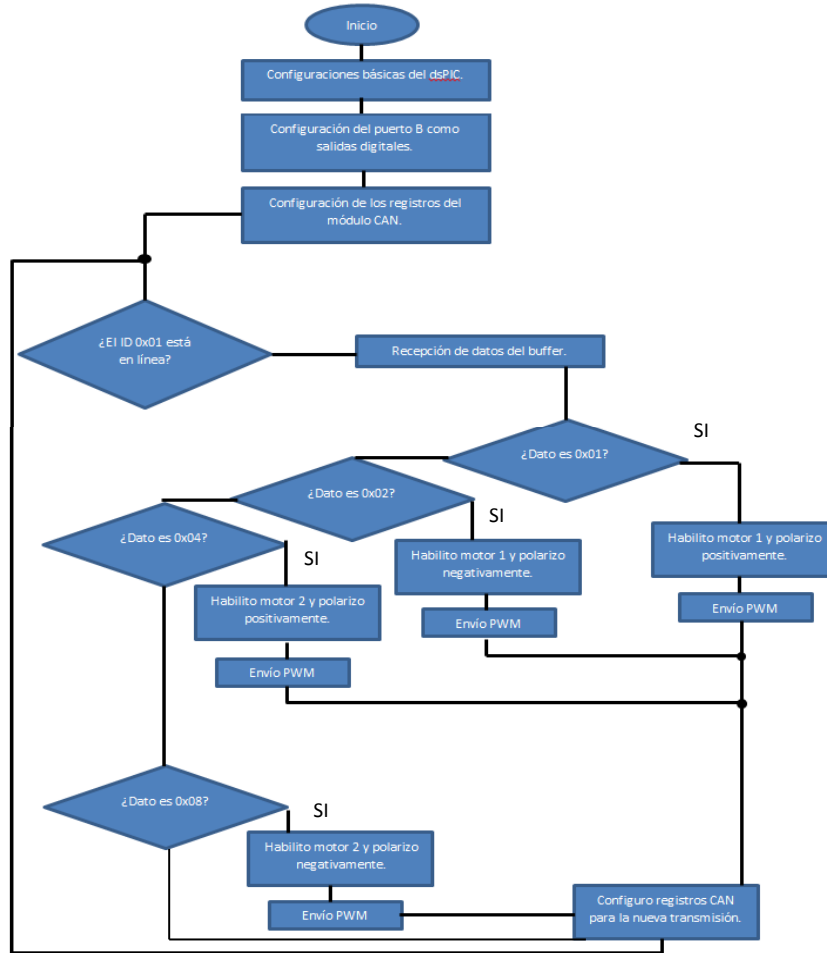 Inicio
Configuraciones básicas del dsPIC.
Configuración del puerto B como
salidas digitales.
Configuración de los registros del
módulo CAN.
¿El ID 0x01 está
en línea?
Recepción de datos del buffer.
¿Dato es 0x01?
SI
¿Dato es 0x02?
SI
¿Dato es 0x04?
SI
Habilito motor 1 y polarizo
positivamente.
Envío PWM
Habilito motor 1 y polarizo
negativamente.
Envío PWM
Habilito motor 2 y polarizo
positivamente.
Envío PWM
¿Dato es 0x08?
SI
Habilito motor 2 y polarizo
negativamente.
Envío PWM
Configuro registros CAN
para la nueva transmisión.